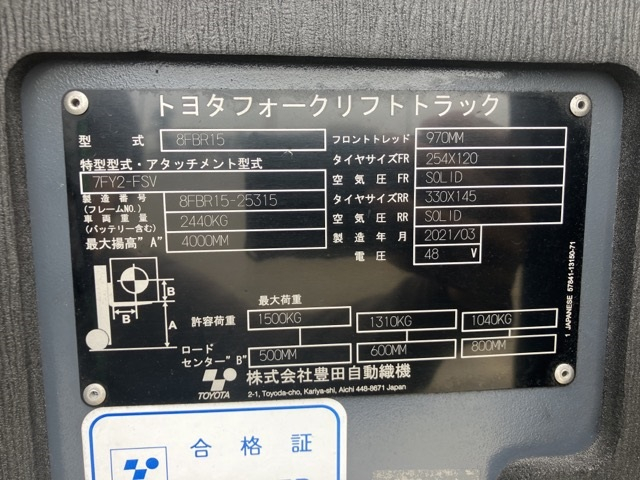 トヨタフォークリフトトラック
型 式 8FBR15
特型型式・アタッチメント型式
7FY2-FSV
製造番号 (フレームNO.) 8FBR15-25315
車両重量 (バッテリー含む) 2440KG
最大揚高"A" 4000MM
フロントトレッド 970MM
タイヤサイズFR 254X120
空 気 圧 FR SOLID
タイヤサイズRR 330X145
空 気 圧 RR SOLID
製 造 年 月 2021/03
電 圧 48 V
B
B
A
最大荷重
許容荷重 1500KG 1310KG 1040KG
ロードセンター"B" 500MM 600MM 800MM
TOYOTA
株式会社豊田自動織機
2-1, Toyoda-cho, Kariya-shi, Aichi 448-8671 Japan
1 JAPANESE 57841-13150-71
合格証